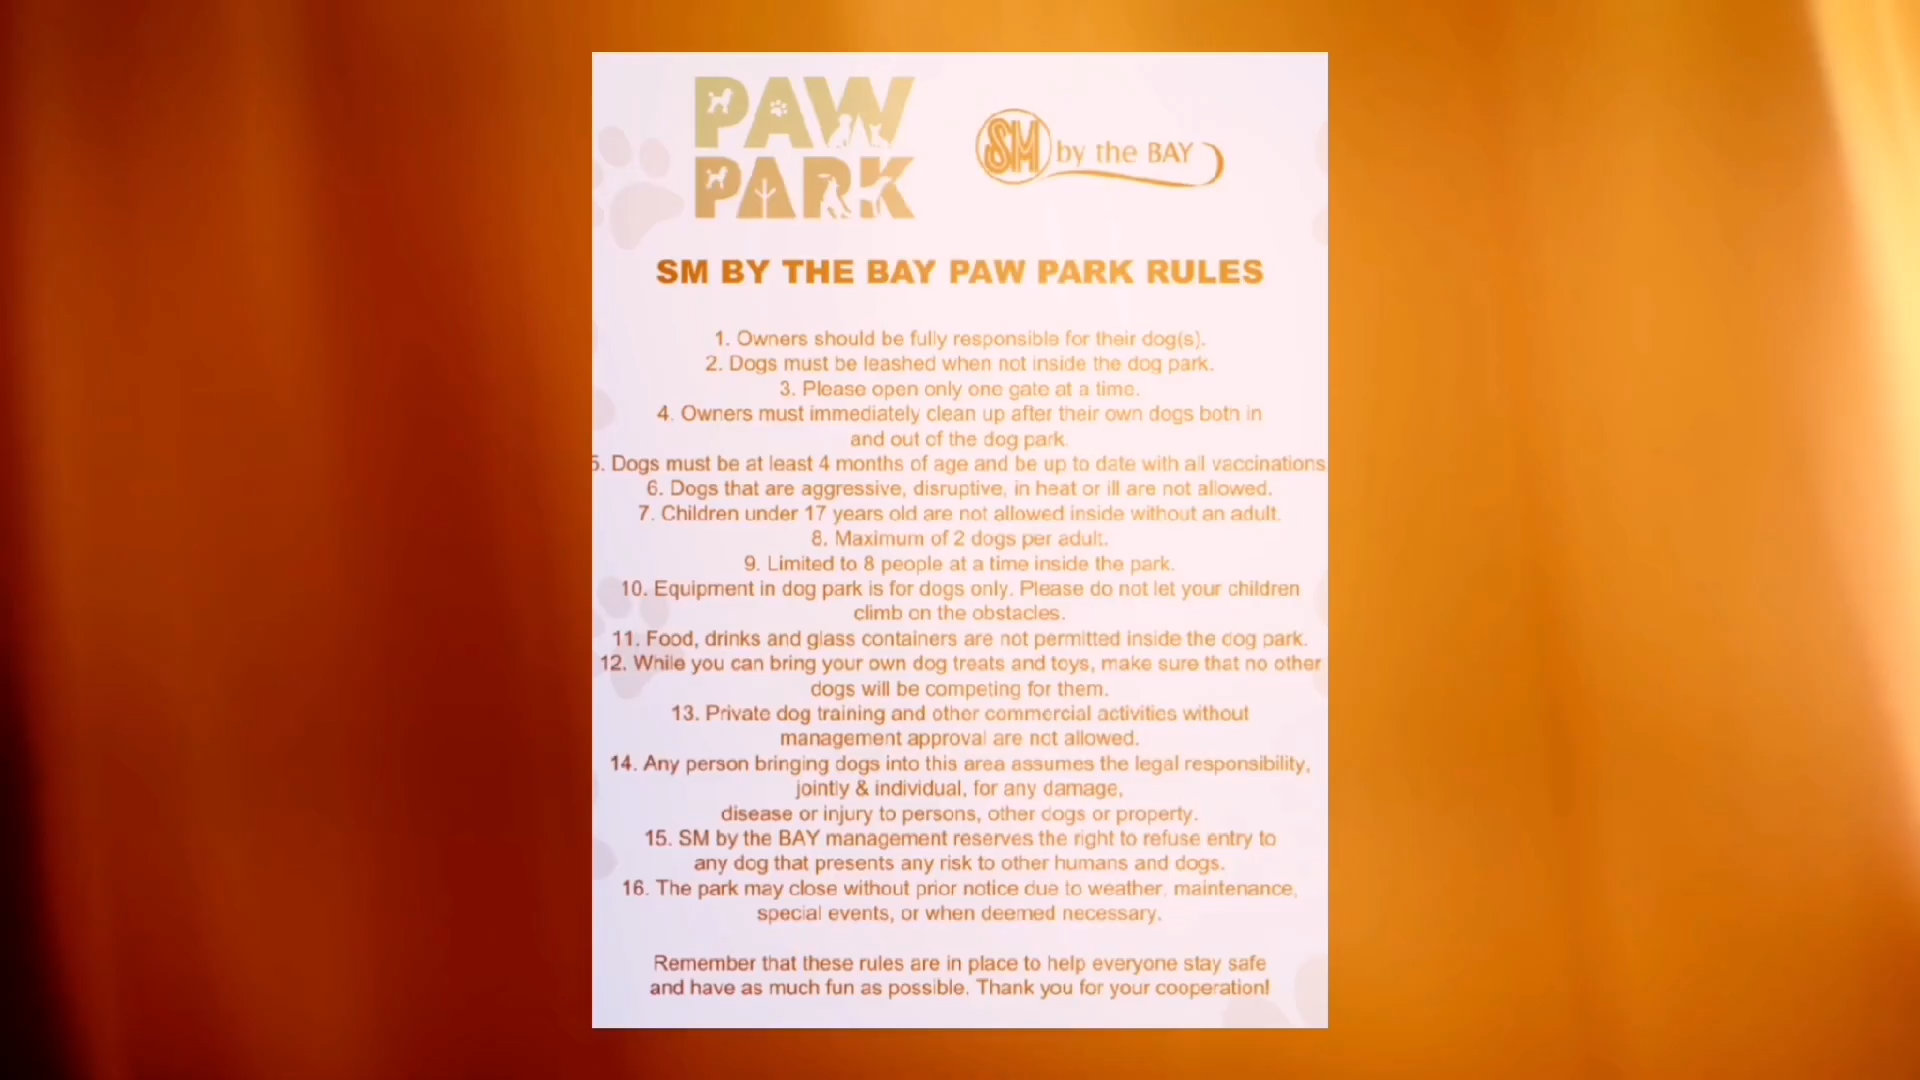 PAW
PARK
SM by the BAY
SM BY THE BAY PAW PARK RULES
1. Owners should be fully responsible for their dog(s).
2. Dogs must be leashed when not inside the dog park.
3. Please open only one gate at a time.
4. Owners must immediately clean up after their own dogs both in
and out of the dog park.
5. Dogs must be at least 4 months of age and be up to date with all vaccinations
6. Dogs that are aggressive, disruptive, in heat or ill are not allowed.
7. Children under 17 years old are not allowed inside without an adult.
8. Maximum of 2 dogs per adult.
9. Limited to 8 people at a time inside the park.
10. Equipment in dog park is for dogs only. Please do not let your children
climb on the obstacles.
11. Food, drinks and glass containers are not permitted inside the dog park.
12. While you can bring your own dog treats and toys, make sure that no other
dogs will be competing for them.
13. Private dog training and other commercial activities without
management approval are not allowed.
14. Any person bringing dogs into this area assumes the legal responsibility,
jointly & individual, for any damage,
disease or injury to persons, other dogs or property.
15. SM by the BAY management reserves the right to refuse entry to
any dog that presents any risk to other humans and dogs.
16. The park may close without prior notice due to weather, maintenance,
special events, or when deemed necessary.
Remember that these rules are in place to help everyone stay safe
and have as much fun as possible. Thank you for your cooperation!